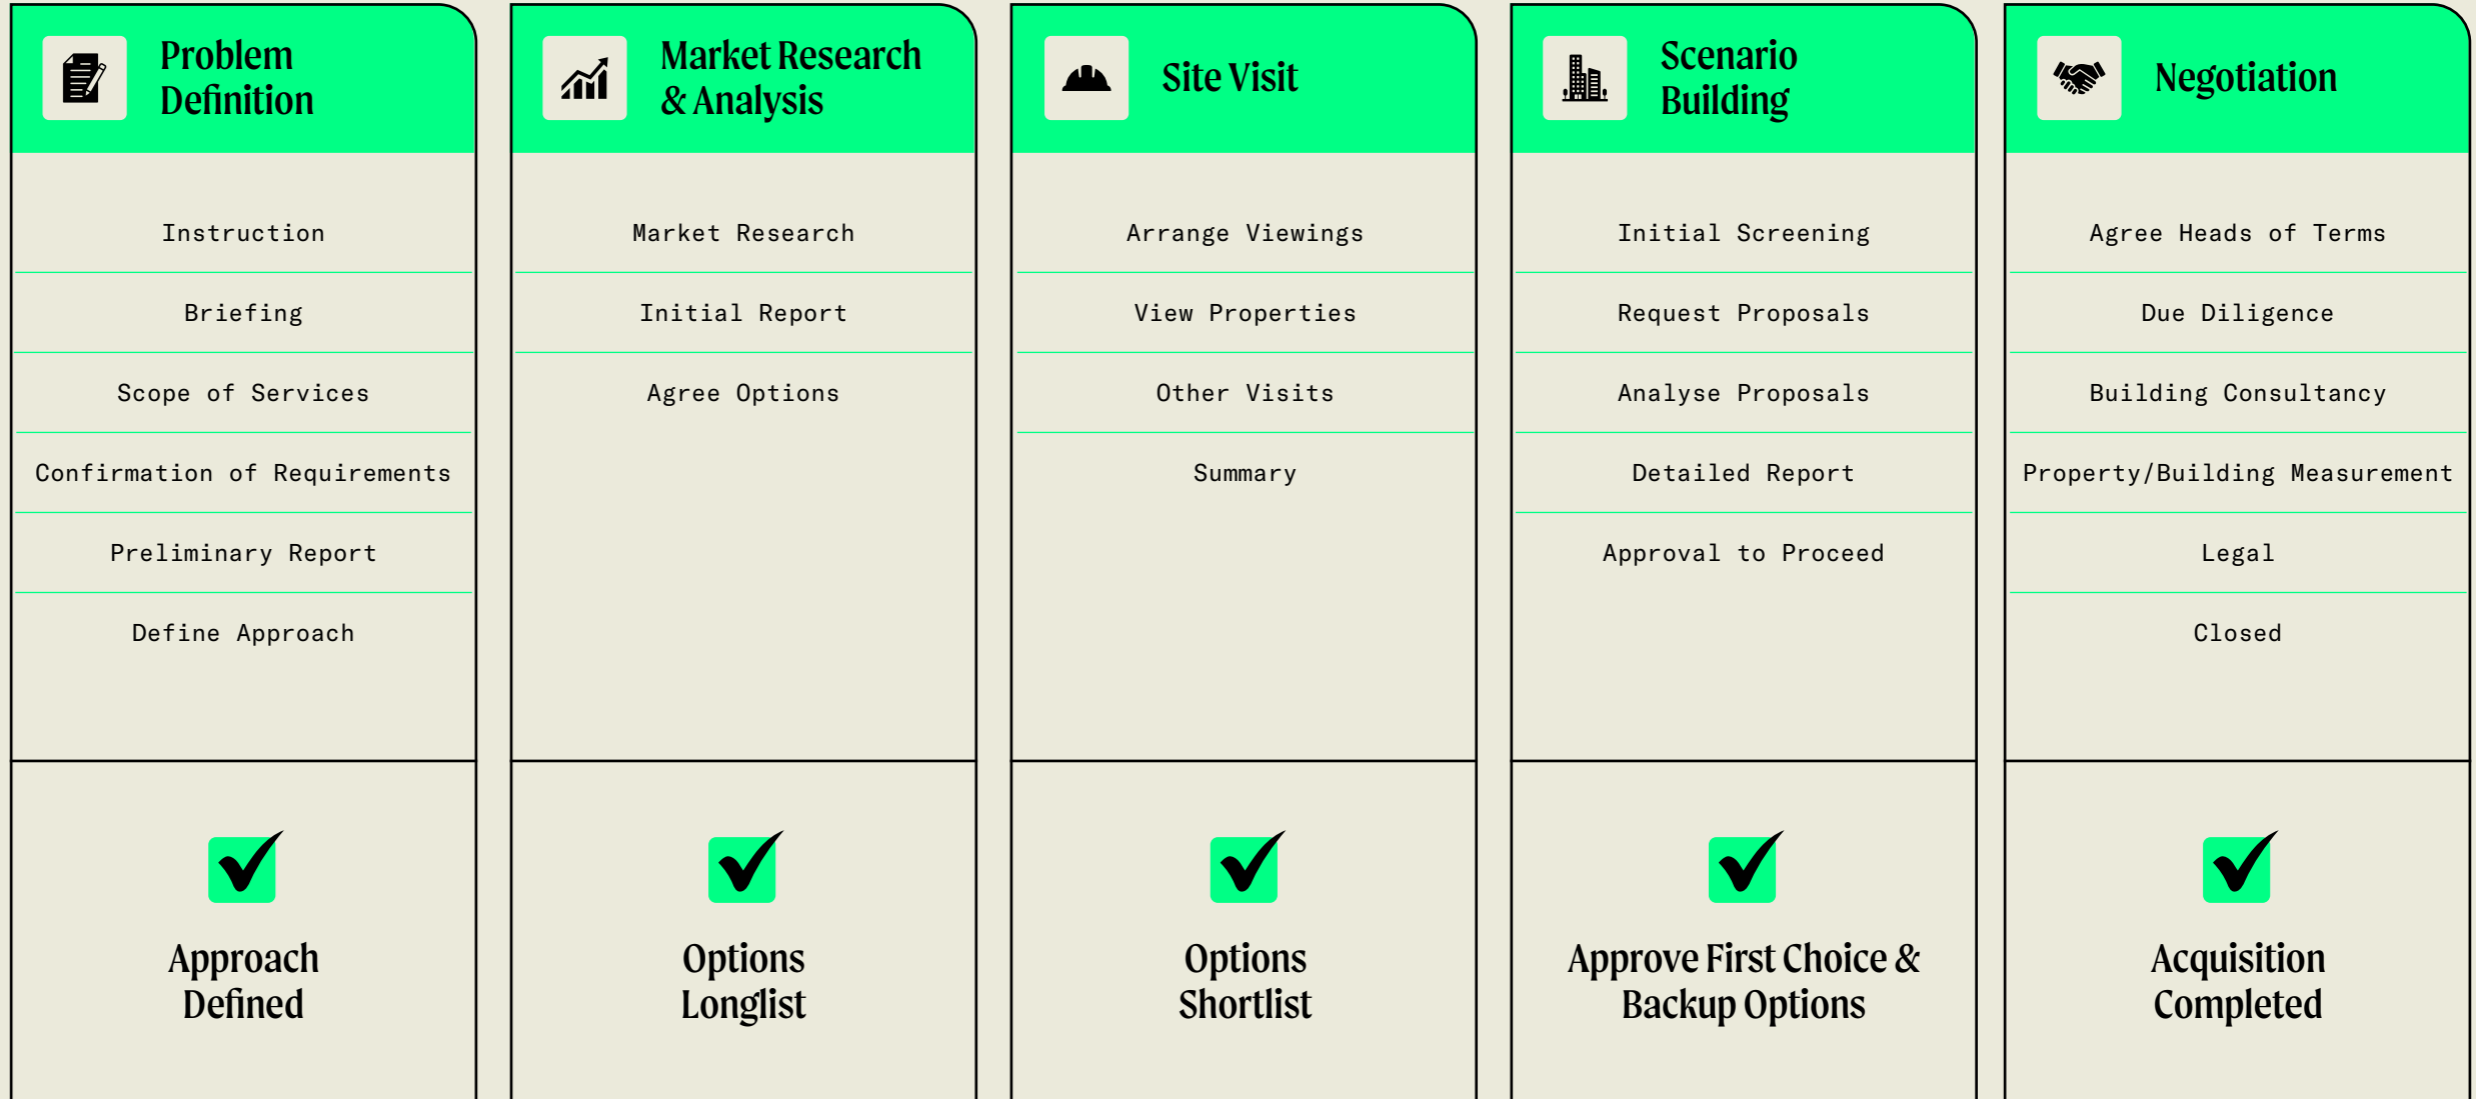 Problem
Definition
Instruction
Briefing
Scope of Services
Confirmation of Requirements
Preliminary Report
Define Approach
Approach
Defined
Market Research
& Analysis
Market Research
Initial Report
Agree Options
Options
Longlist
Site Visit
Arrange Viewings
View Properties
Other Visits
Summary
Options
Shortlist
Scenario
Building
Initial Screening
Request Proposals
Analyse Proposals
Detailed Report
Approval to Proceed
Approve First Choice &
Backup Options
Negotiation
Agree Heads of Terms
Due Diligence
Building Consultancy
Property/Building Measurement
Legal
Closed
Acquisition
Completed